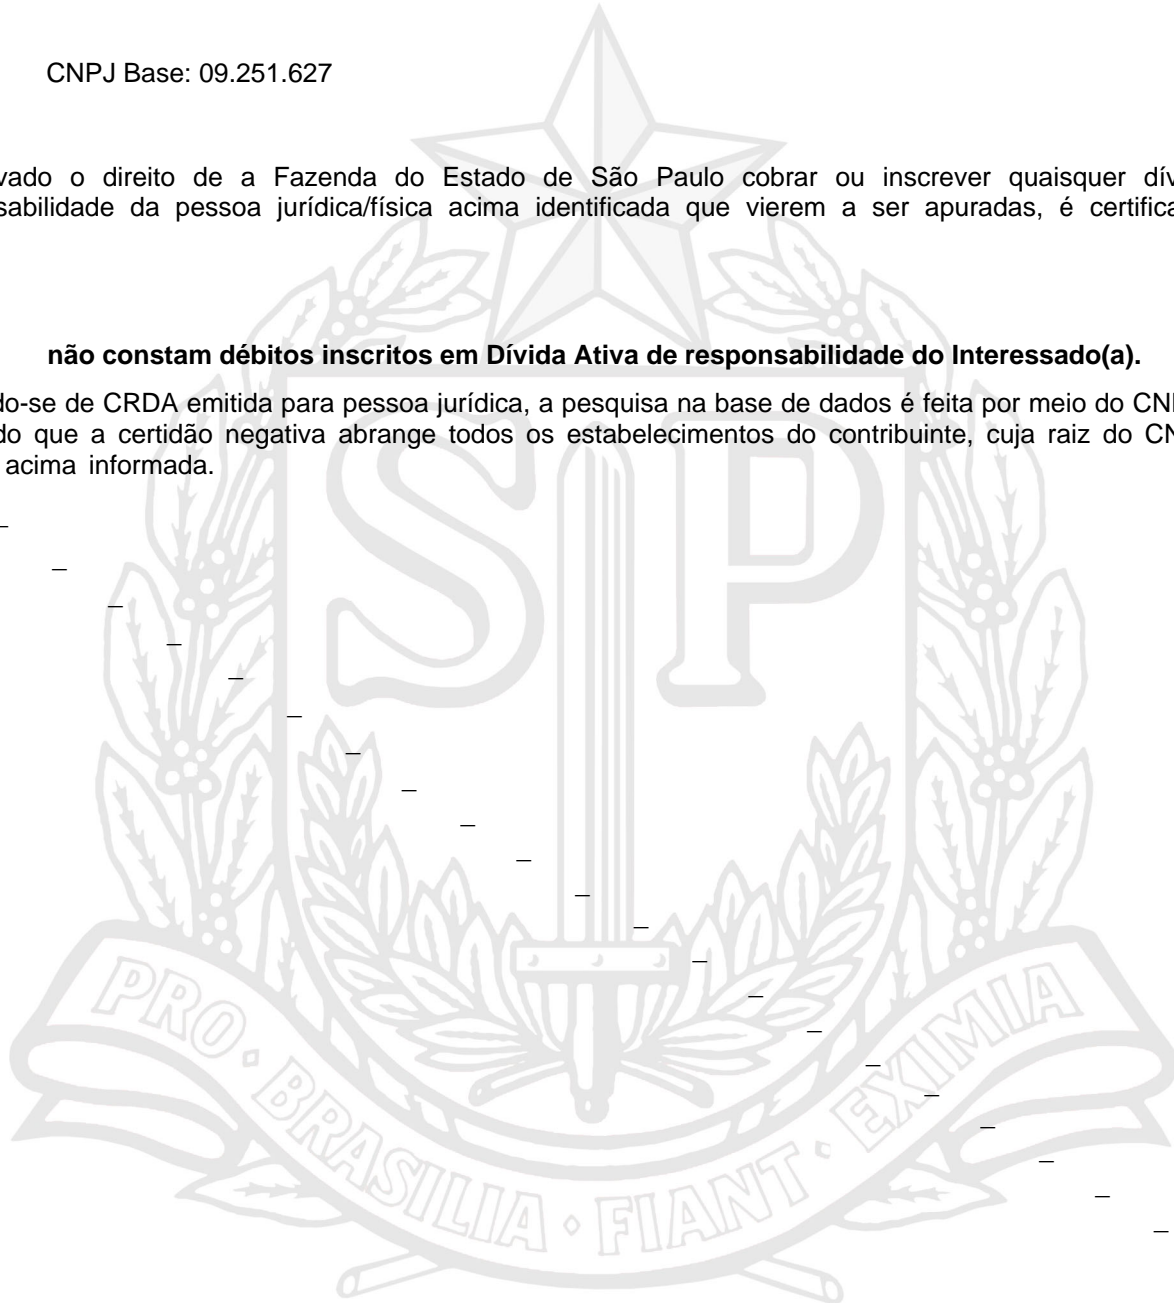 CNPJ Base: 09.251.627
vado o direito de a Fazenda do Estado de São Paulo cobrar ou inscrever quaisquer dív
sabilidade da pessoa jurídica/física acima identificada que vierem a ser apuradas, é certifica
não constam débitos inscritos em Dívida Ativa de responsabilidade do Interessado(a).
do-se de CRDA emitida para pessoa jurídica, a pesquisa na base de dados é feita por meio do CN
do que a certidão negativa abrange todos os estabelecimentos do contribuinte, cuja raiz do CN
acima informada.
SP
PRO • BRASILIA • FIANT • EXIMIA